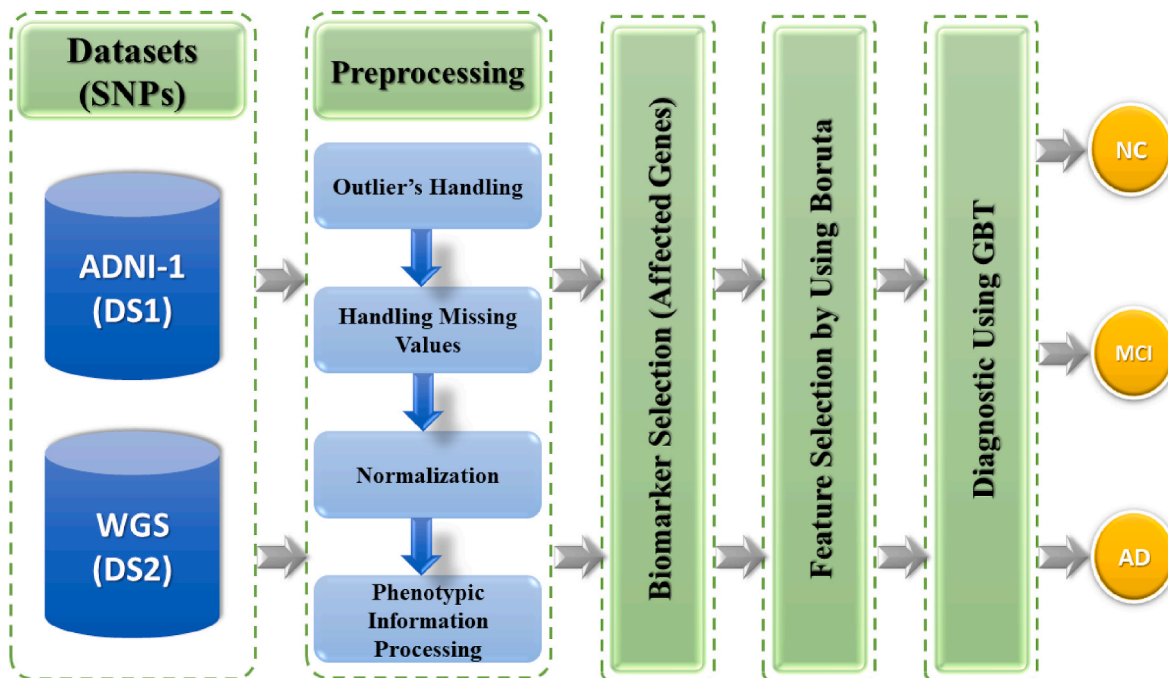 Datasets
(SNPs)
ADNI-1
(DS1)
WGS
(DS2)
Preprocessing
Outlier’s Handling
Handling Missing
Values
Normalization
Phenotypic
Information
Processing
Biomarker Selection (Affected Genes)
Feature Selection by Using Boruta
Diagnostic Using GBT
NC
MCI
AD